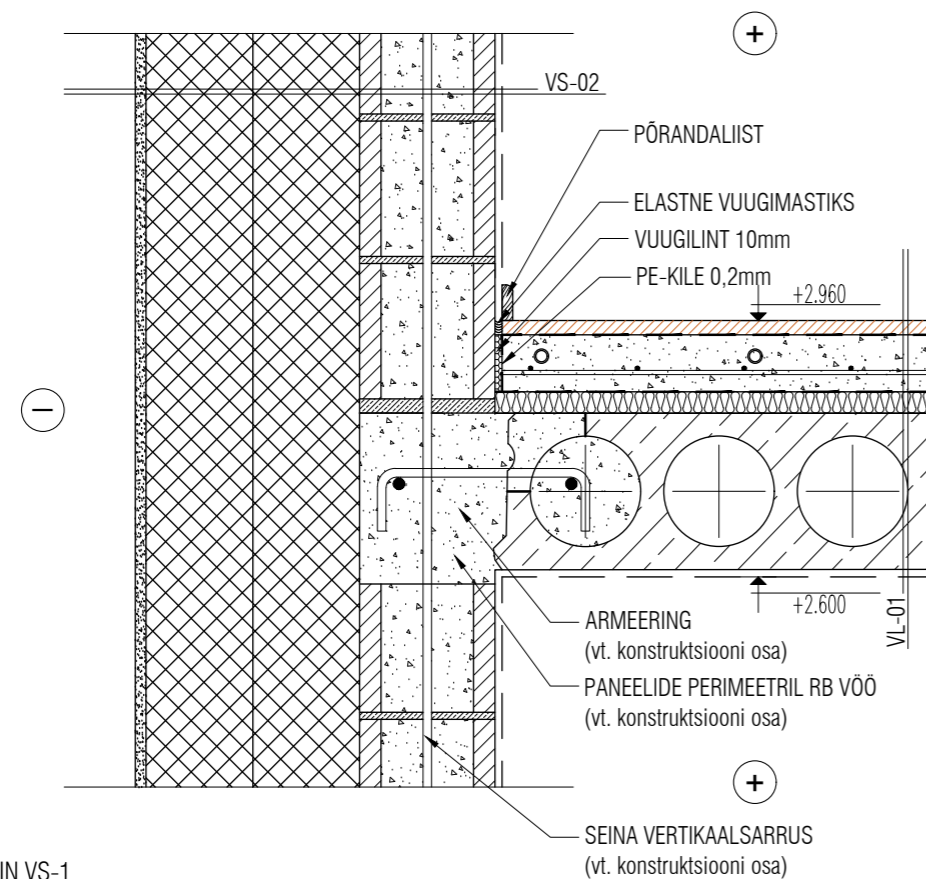 VS-02
PÕRANDALIIST
ELASTNE VUUGIMASTIKS
VUUGILINT 10mm
PE-KILE 0,2mm
+2.960
+2.600
VL-01
ARMEERING
(vt. konstruktsiooni osa)
PANEELIDE PERIMEETRIL RB VÖÖ
(vt. konstruktsiooni osa)
SEINA VERTIKAALSARRUS
(vt. konstruktsiooni osa)
IN VS-1